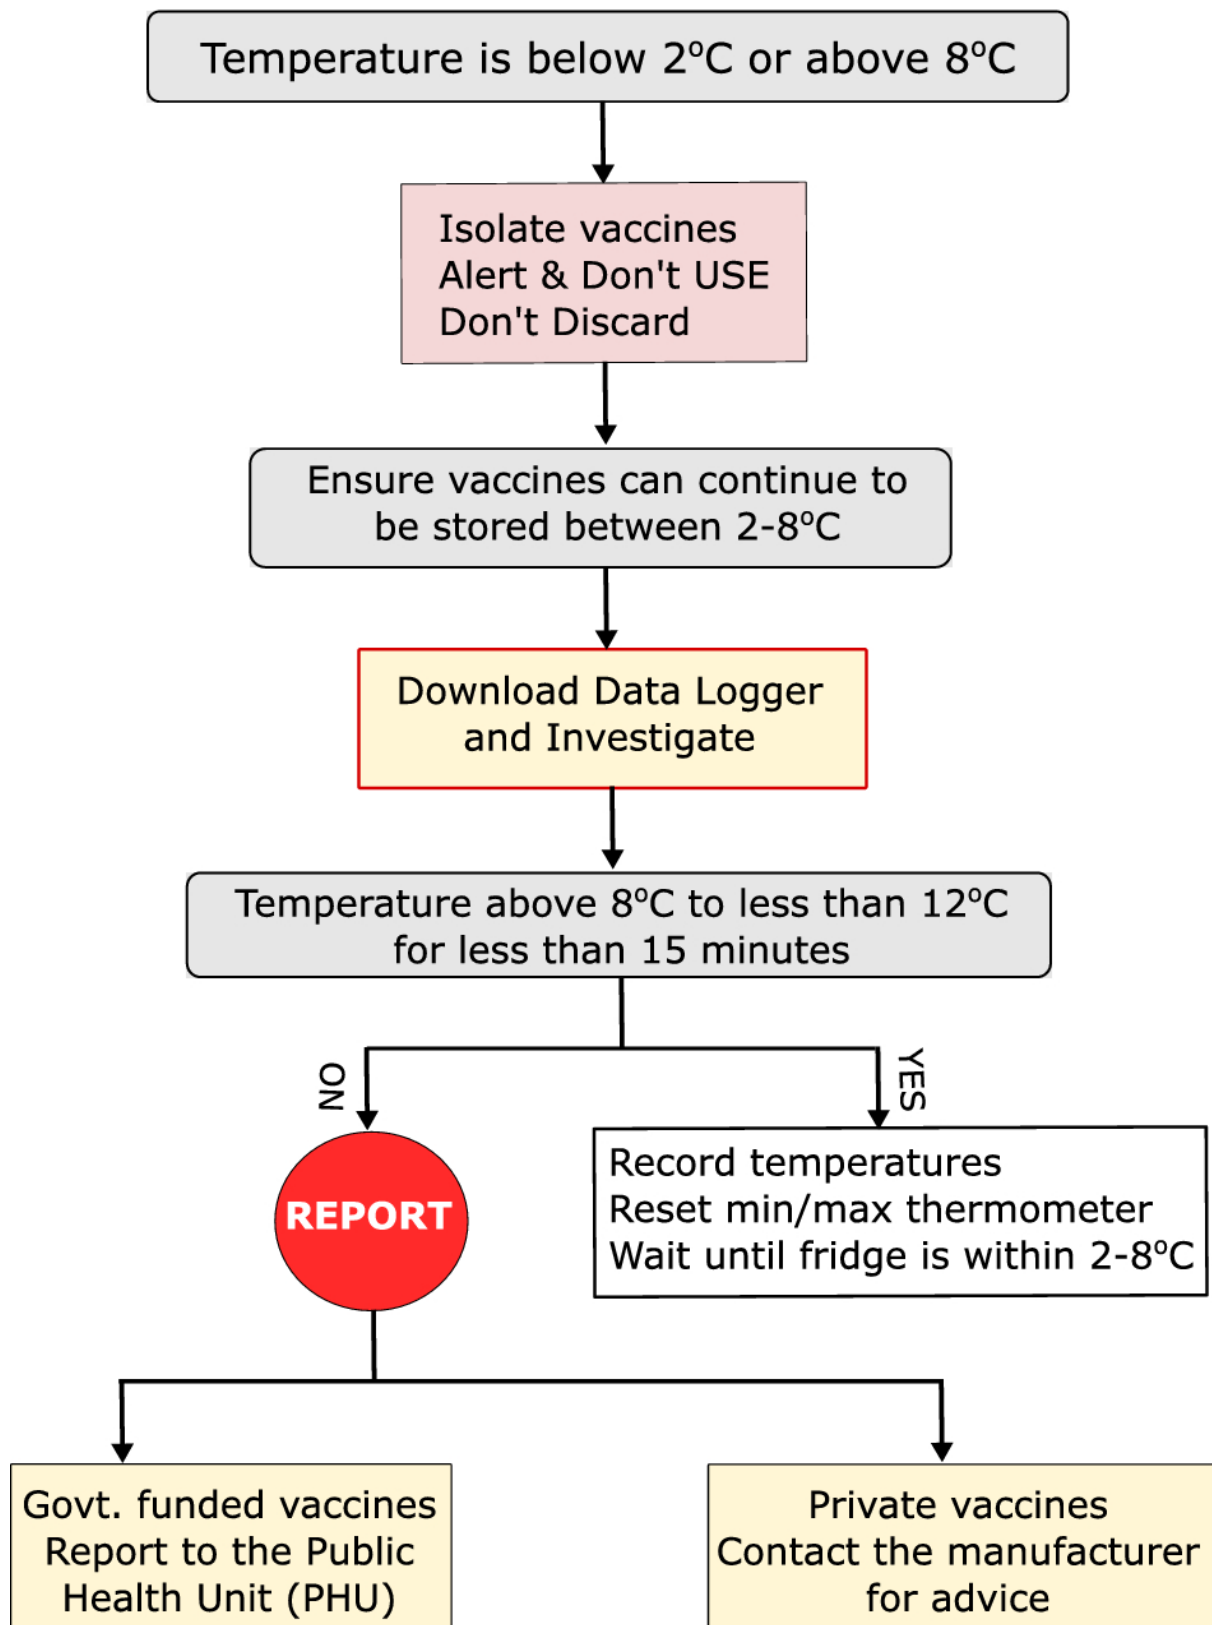 Temperature is below 2°C or above 8°C
Isolate vaccines
Alert & Don't USE
Don't Discard
Ensure vaccines can continue to
be stored between 2-8°C
Download Data Logger
and Investigate
Temperature above 8°C to less than 12°C
for less than 15 minutes
NO
YES
REPORT
Record temperatures
Reset min/max thermometer
Wait until fridge is within 2-8°C
Govt. funded vaccines
Report to the Public
Health Unit (PHU)
Private vaccines
Contact the manufacturer
for advice